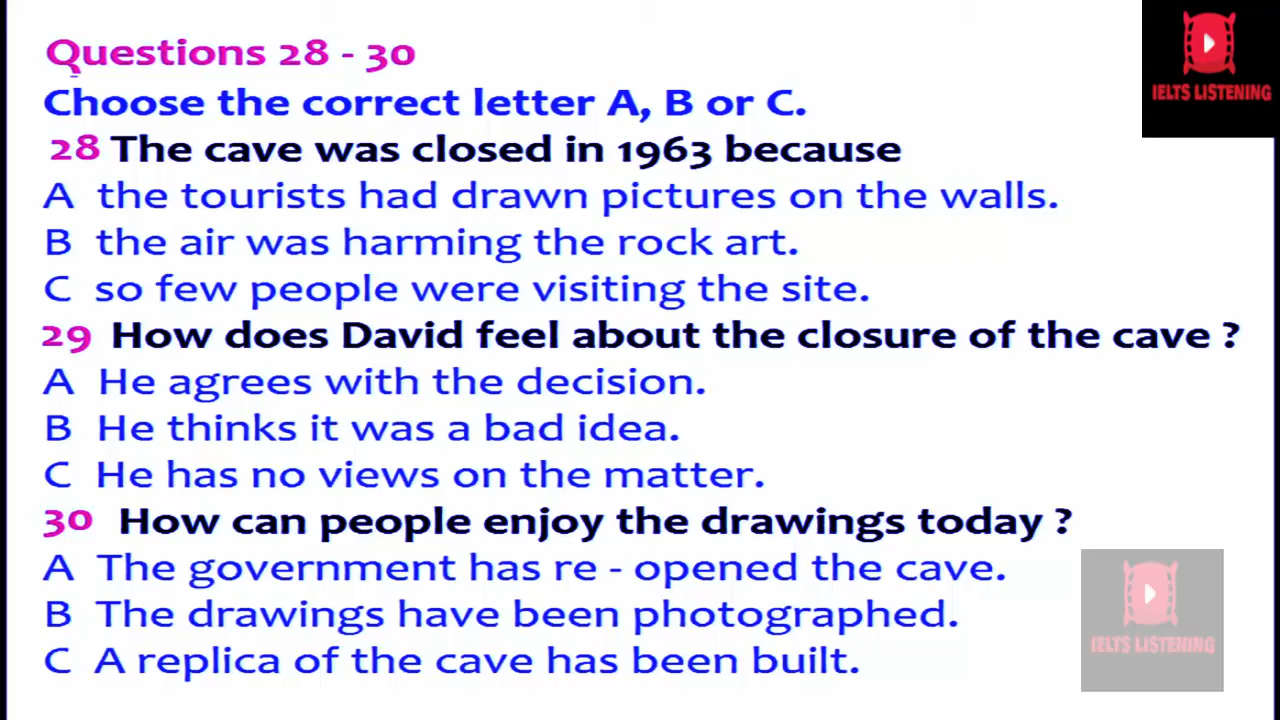 Questions 28 - 30
IELTS LISTENING
Choose the correct letter A, B or C.
28 The cave was closed in 1963 because
A the tourists had drawn pictures on the walls.
B the air was harming the rock art.
C so few people were visiting the site.
29 How does David feel about the closure of the cave ?
A He agrees with the decision.
B He thinks it was a bad idea.
C He has no views on the matter.
30 How can people enjoy the drawings today ?
A The government has re - opened the cave.
B The drawings have been photographed.
C A replica of the cave has been built.
IELTS LISTENING